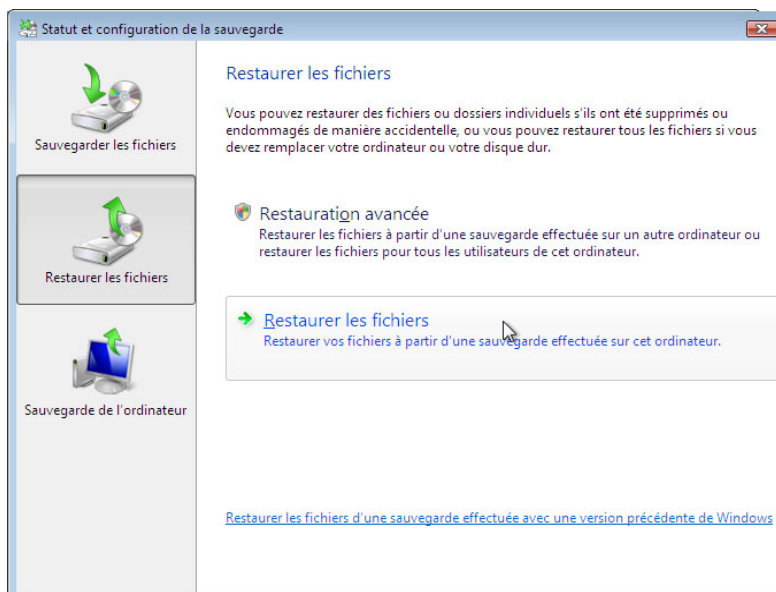 Statut et configuration de la sauvegarde
Sauvegarder les fichiers
Restaurer les fichiers
Sauvegarde de l'ordinateur
Restaurer les fichiers
Vous pouvez restaurer des fichiers ou dossiers individuels s'ils ont été supprimés ou
endommagés de manière accidentelle, ou vous pouvez restaurer tous les fichiers si vous
devez remplacer votre ordinateur ou votre disque dur.
Restauration avancée
Restaurer les fichiers à partir d'une sauvegarde effectuée sur un autre ordinateur ou
restaurer les fichiers pour tous les utilisateurs de cet ordinateur.
Restaurer les fichiers
Restaurer vos fichiers à partir d'une sauvegarde effectuée sur cet ordinateur.
Restaurer les fichiers d'une sauvegarde effectuée avec une version précédente de Windows